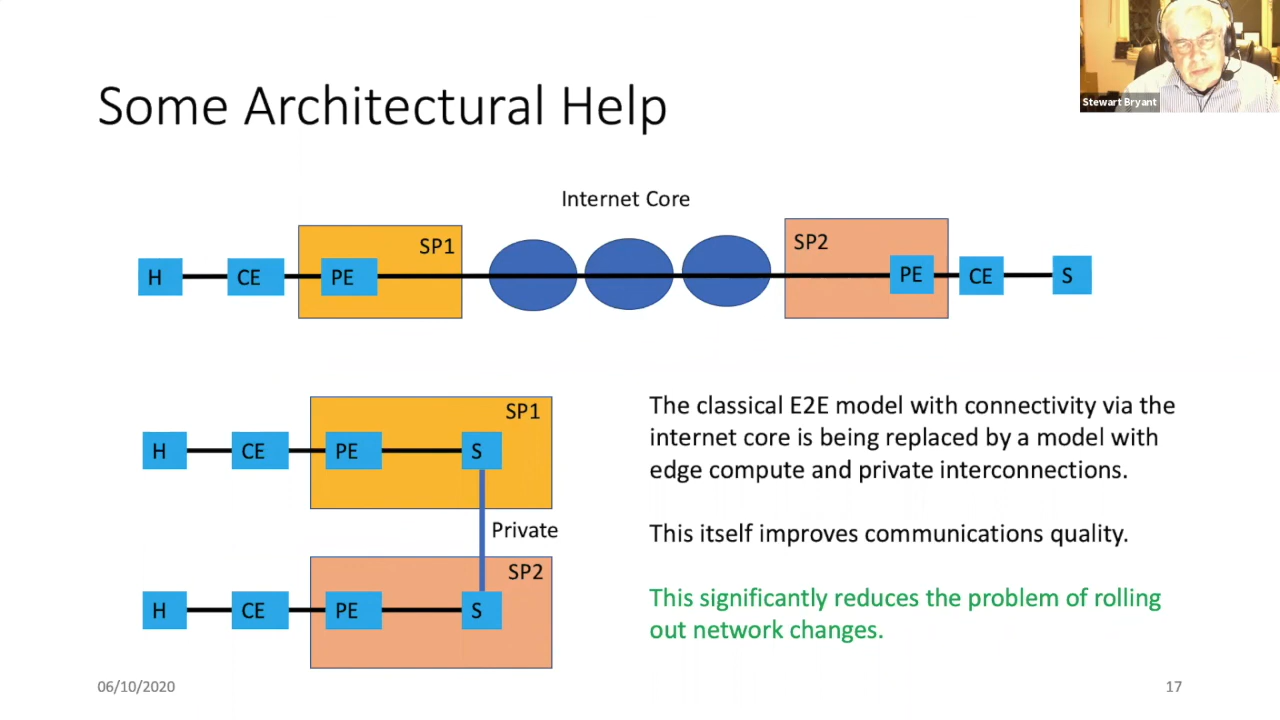 Stewart Bryant
Some Architectural Help
Internet Core
SP1
SP2
H
CE
PE
PE
CE
S
SP1
H
CE
PE
S
Private
SP2
H
CE
PE
S
The classical E2E model with connectivity via the
internet core is being replaced by a model with
edge compute and private interconnections.
This itself improves communications quality.
This significantly reduces the problem of rolling
out network changes.
06/10/2020
17